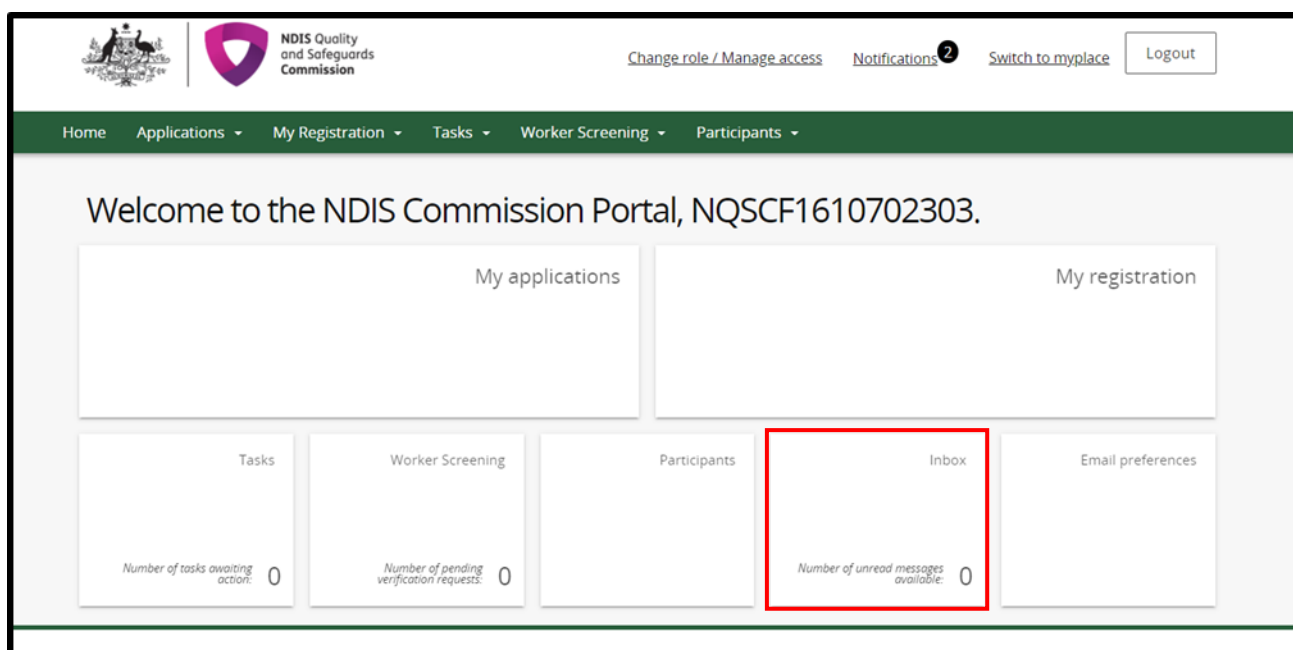 NDIS Quality
and Safeguards
Commission
Change role / Manage access Notifications 2 Switch to myplace Logout
Home Applications My Registration Tasks Worker Screening Participants
Welcome to the NDIS Commission Portal, NQSCF1610702303.
My applications
My registration
Tasks
Number of tasks awaiting
action: 0
Worker Screening
Number of pending
verification requests: 0
Participants
Inbox
Number of unread messages
available: 0
Email preferences